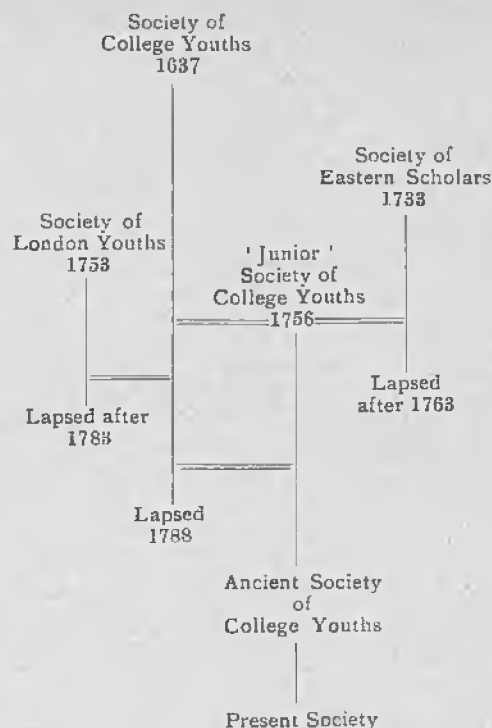 Society of
College Youths
1637
Society of
Eastern Scholars
1733
Society of
London Youths
1753
' Junior '
Society of
College Youths
1756
Lapsed
after 1763
Lapsed after
1783
Lapsed
1788
Ancient Society
of
College Youths
Present Society